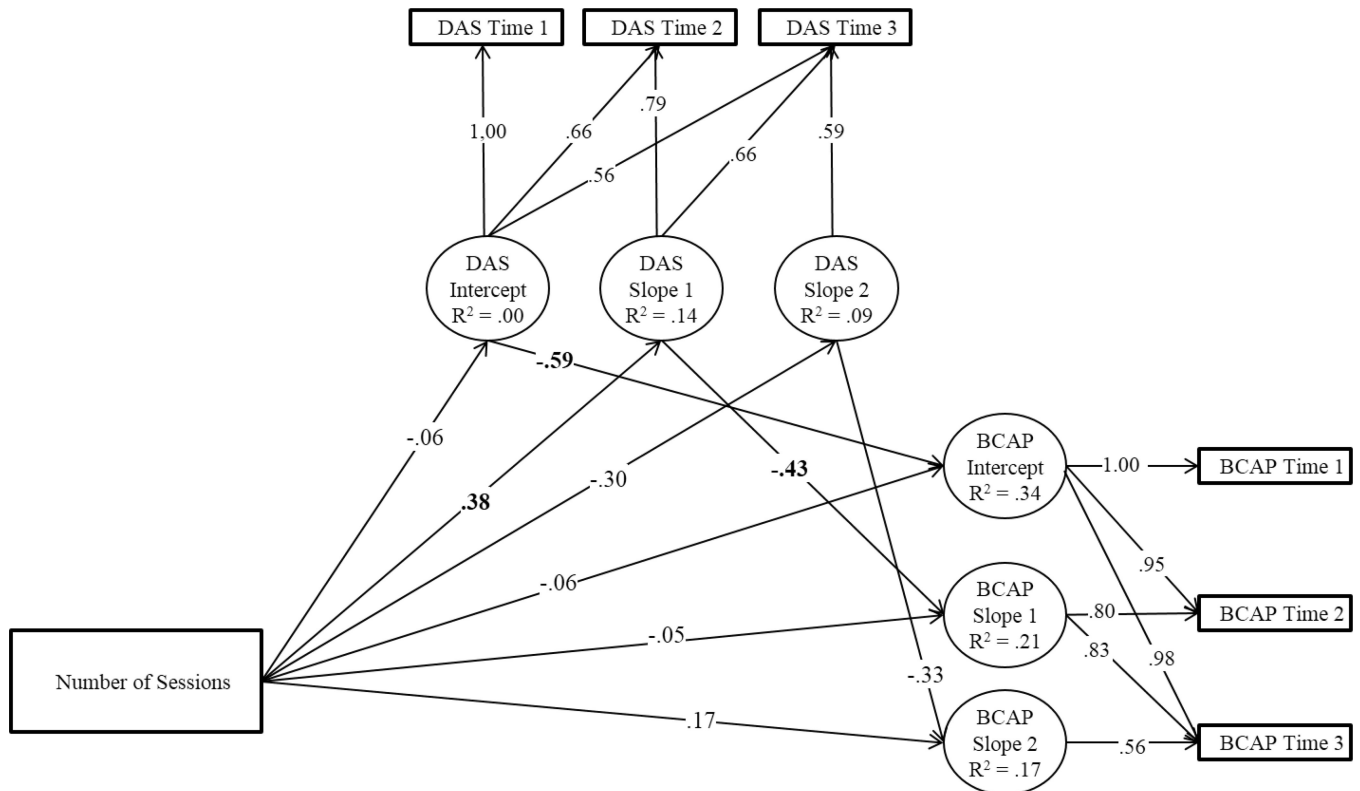 DAS Time 1
DAS Time 2
DAS Time 3
1.00
.66
.79
.56
.66
.59
DAS
Intercept
R² = .00
DAS
Slope 1
R² = .14
DAS
Slope 2
R² = .09
-.59
-.06
.38
-.30
-.43
BCAP
Intercept
R² = .34
1.00
BCAP Time 1
-.06
.95
BCAP
Slope 1
R² = .21
.80
BCAP Time 2
-.05
.83
.98
Number of Sessions
-.33
.17
BCAP
Slope 2
R² = .17
.56
BCAP Time 3